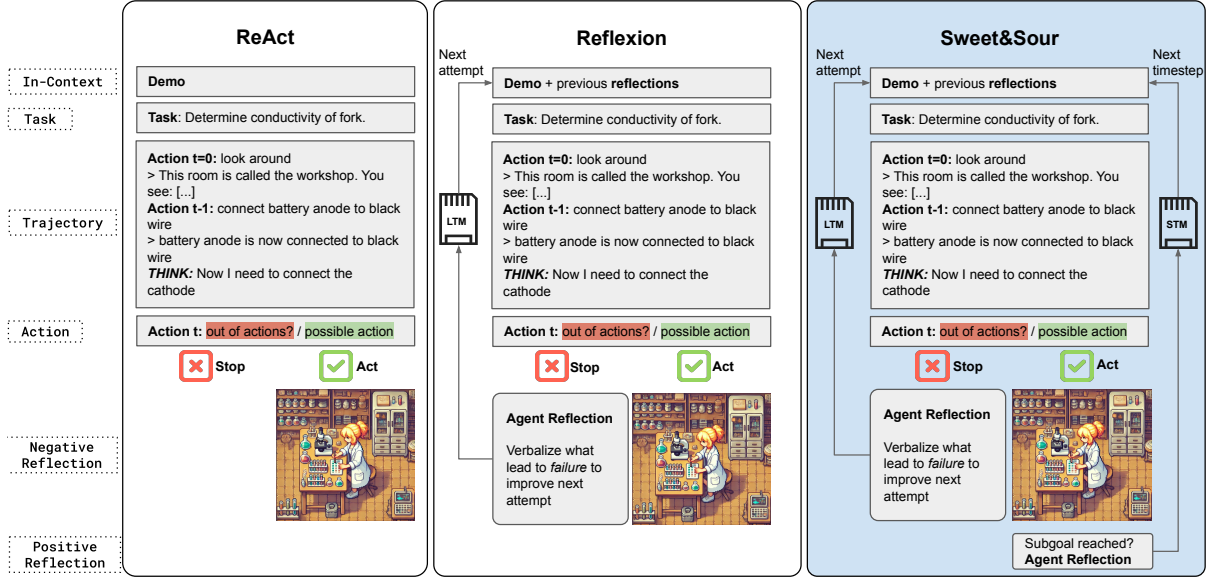 ReAct
Demo
Task: Determine conductivity of fork.
Action t=0: look around
> This room is called the workshop. You
see: [...]
Action t-1: connect battery anode to black
wire
> battery anode is now connected to black
wire
THINK: Now I need to connect the
cathode
Action t: out of actions? / possible action
Stop
Act
Reflexion
Next
attempt
Demo + previous reflections
Task: Determine conductivity of fork.
LTM
Action t=0: look around
> This room is called the workshop. You
see: [...]
Action t-1: connect battery anode to black
wire
> battery anode is now connected to black
wire
THINK: Now I need to connect the
cathode
Action t: out of actions? / possible action
Stop
Act
Agent Reflection
Verbalize what
lead to failure to
improve next
attempt
Sweet&Sour
Next
attempt
Next
timestep
Demo + previous reflections
Task: Determine conductivity of fork.
LTM
STM
Action t=0: look around
> This room is called the workshop. You
see: [...]
Action t-1: connect battery anode to black
wire
> battery anode is now connected to black
wire
THINK: Now I need to connect the
cathode
Action t: out of actions? / possible action
Stop
Act
Agent Reflection
Verbalize what
lead to failure to
improve next
attempt
Subgoal reached?
Agent Reflection
In-Context
Task
Trajectory
Action
Negative
Reflection
Positive
Reflection